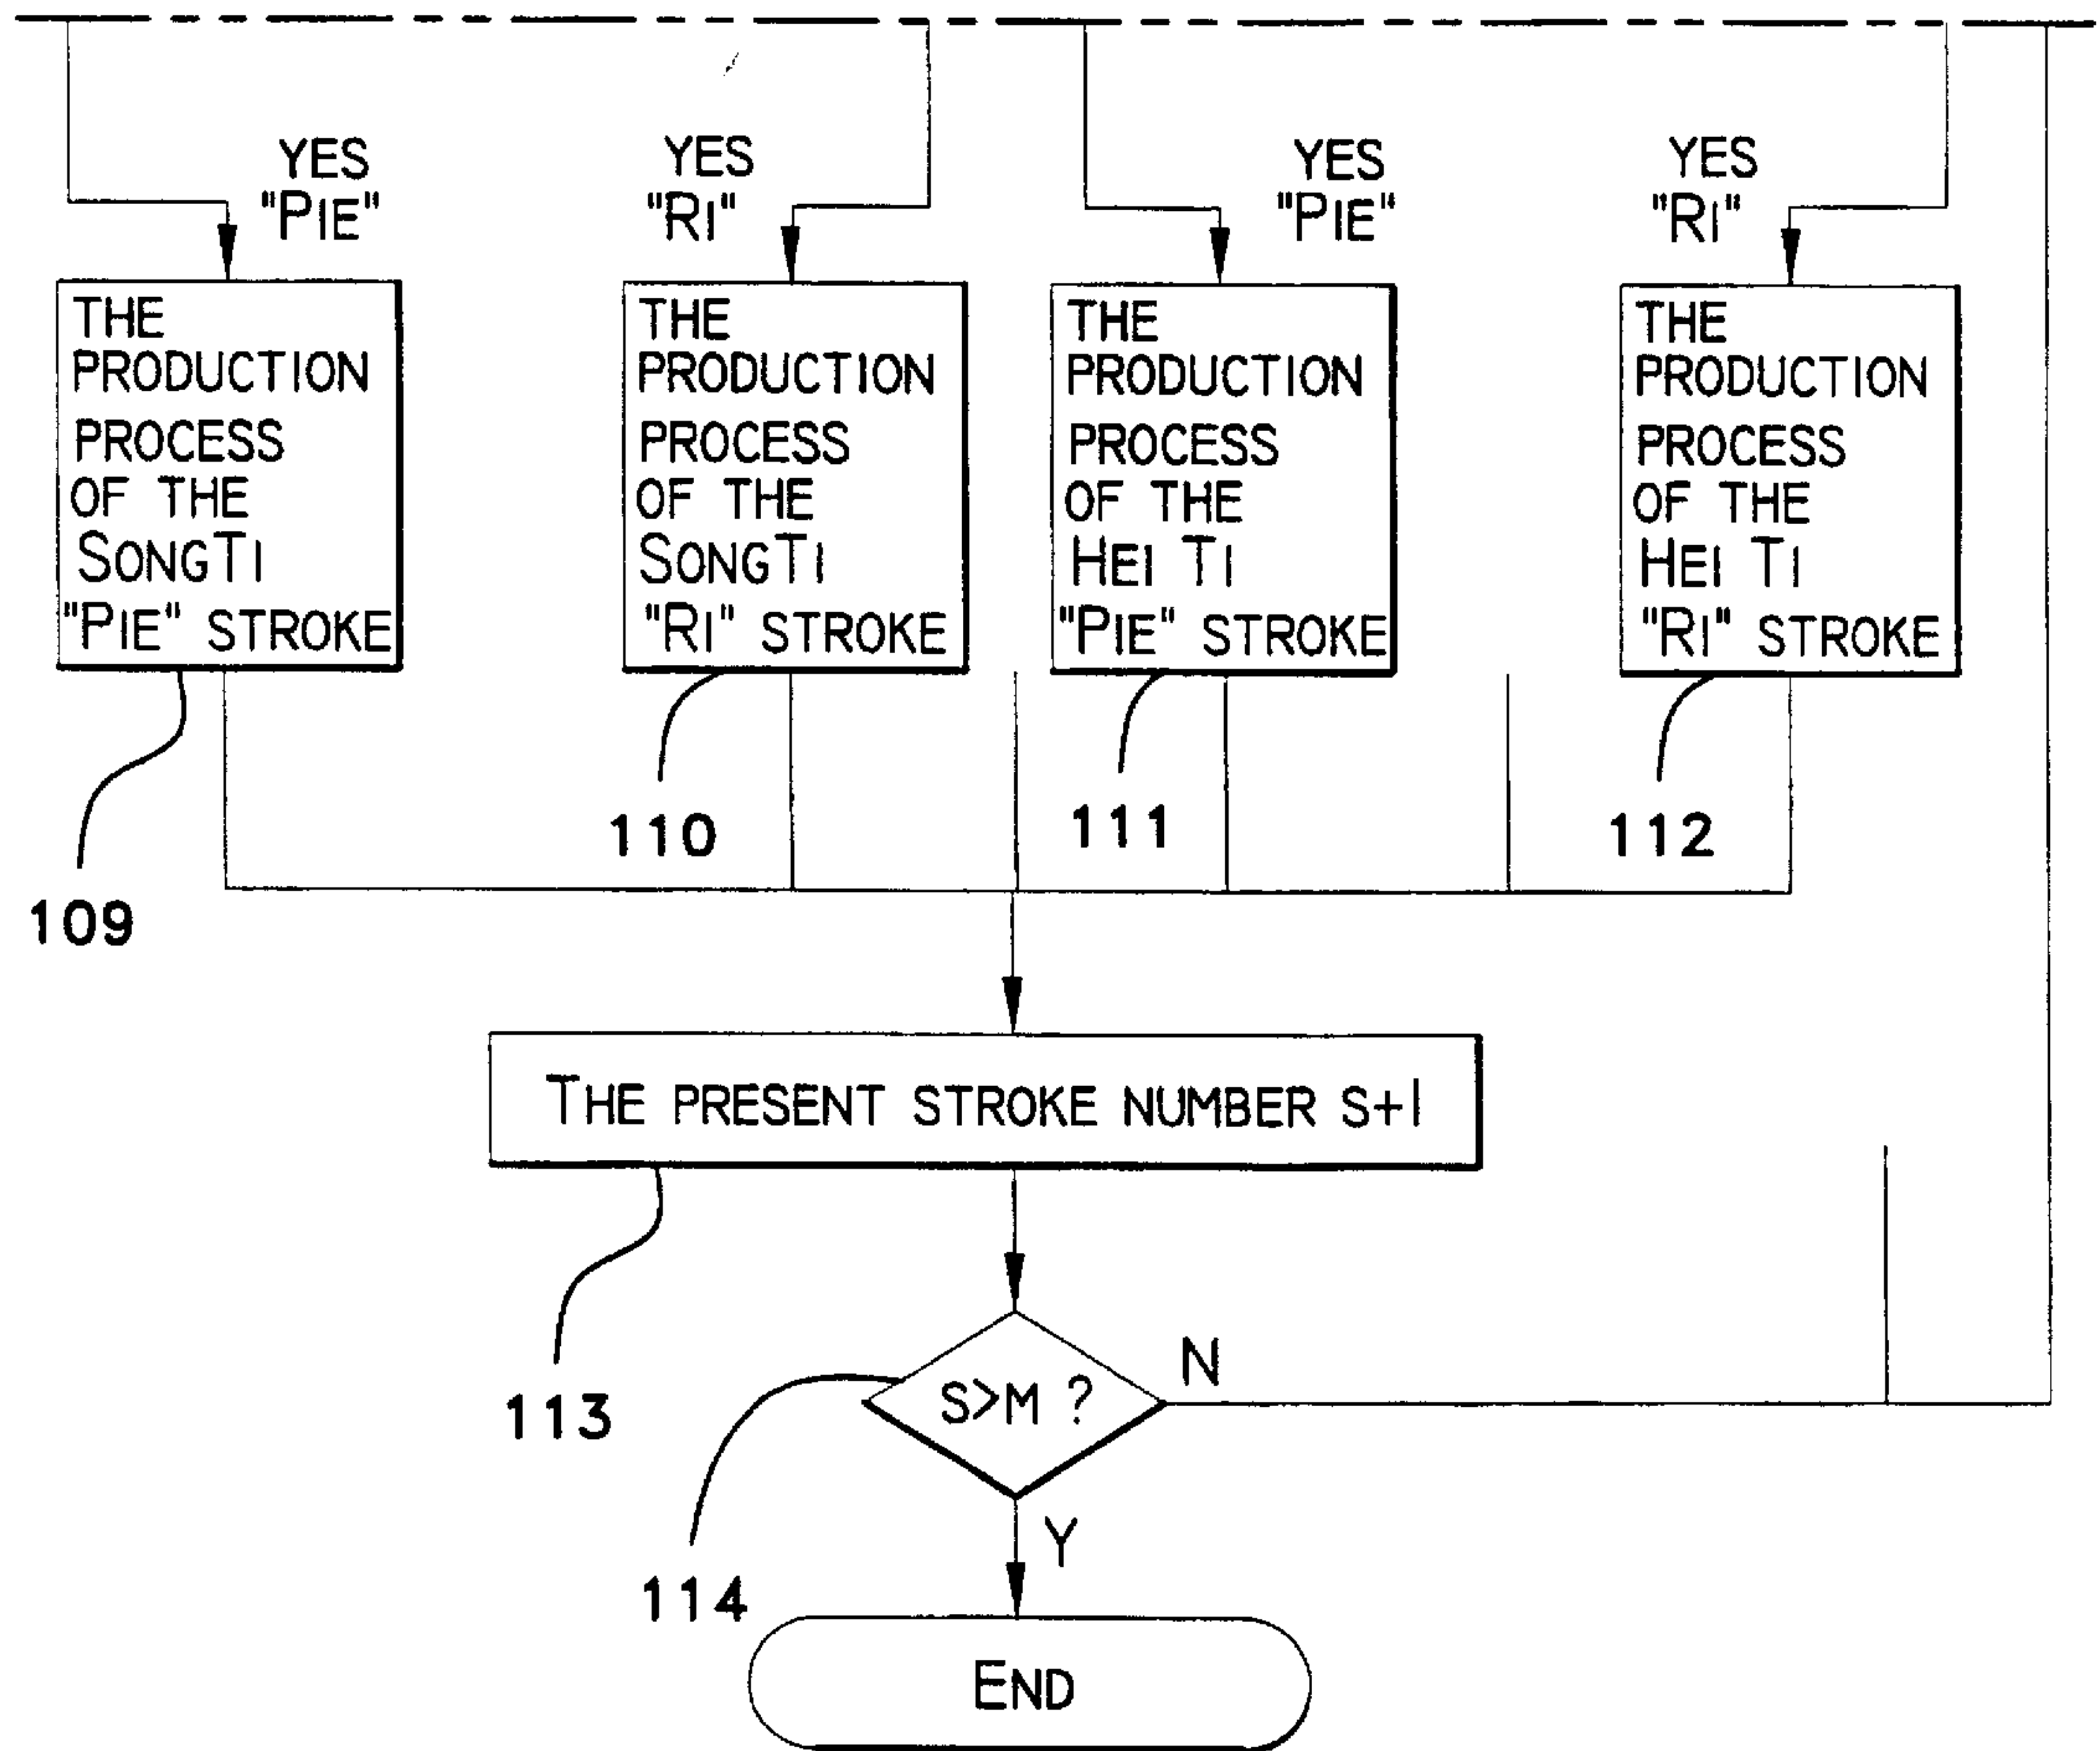 YES
"PIE"
YES
"RI"
YES
"PIE"
YES
"RI"
THE
PRODUCTION
PROCESS
OF THE
SONGTI
"PIE" STROKE
THE
PRODUCTION
PROCESS
OF THE
SONGTI
"RI" STROKE
THE
PRODUCTION
PROCESS
OF THE
HEI TI
"PIE" STROKE
THE
PRODUCTION
PROCESS
OF THE
HEI TI
"RI" STROKE
109
110
111
112
THE PRESENT STROKE NUMBER S+1
113
S>M ?
N
114
Y
END